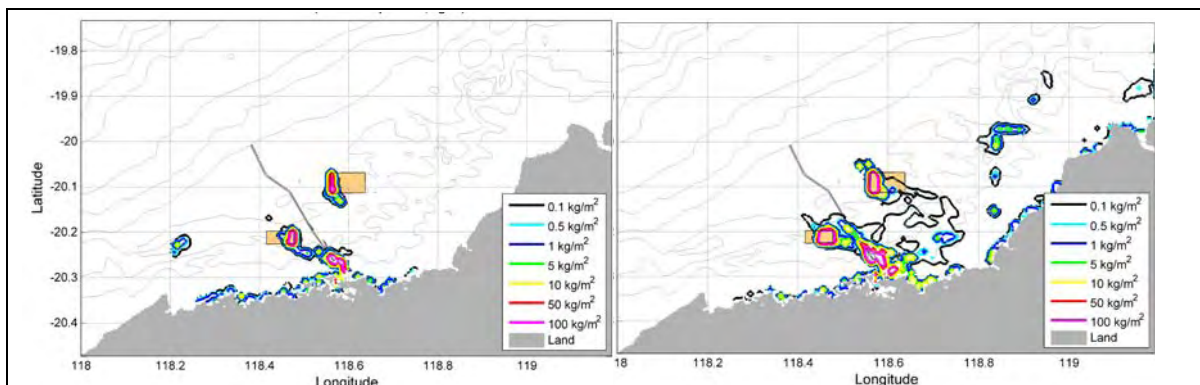 -19.8
-19.9
-20
-20.1
-20.2
-20.3
-20.4
Latitude
118
118.2
118.4
118.6
118.8
119
Longitude
0.1 kg/m²
0.5 kg/m²
1 kg/m²
5 kg/m²
10 kg/m²
50 kg/m²
100 kg/m²
Land
118
118.2
118.4
118.6
118.8
119
Longitude
0.1 kg/m²
0.5 kg/m²
1 kg/m²
5 kg/m²
10 kg/m²
50 kg/m²
100 kg/m²
Land